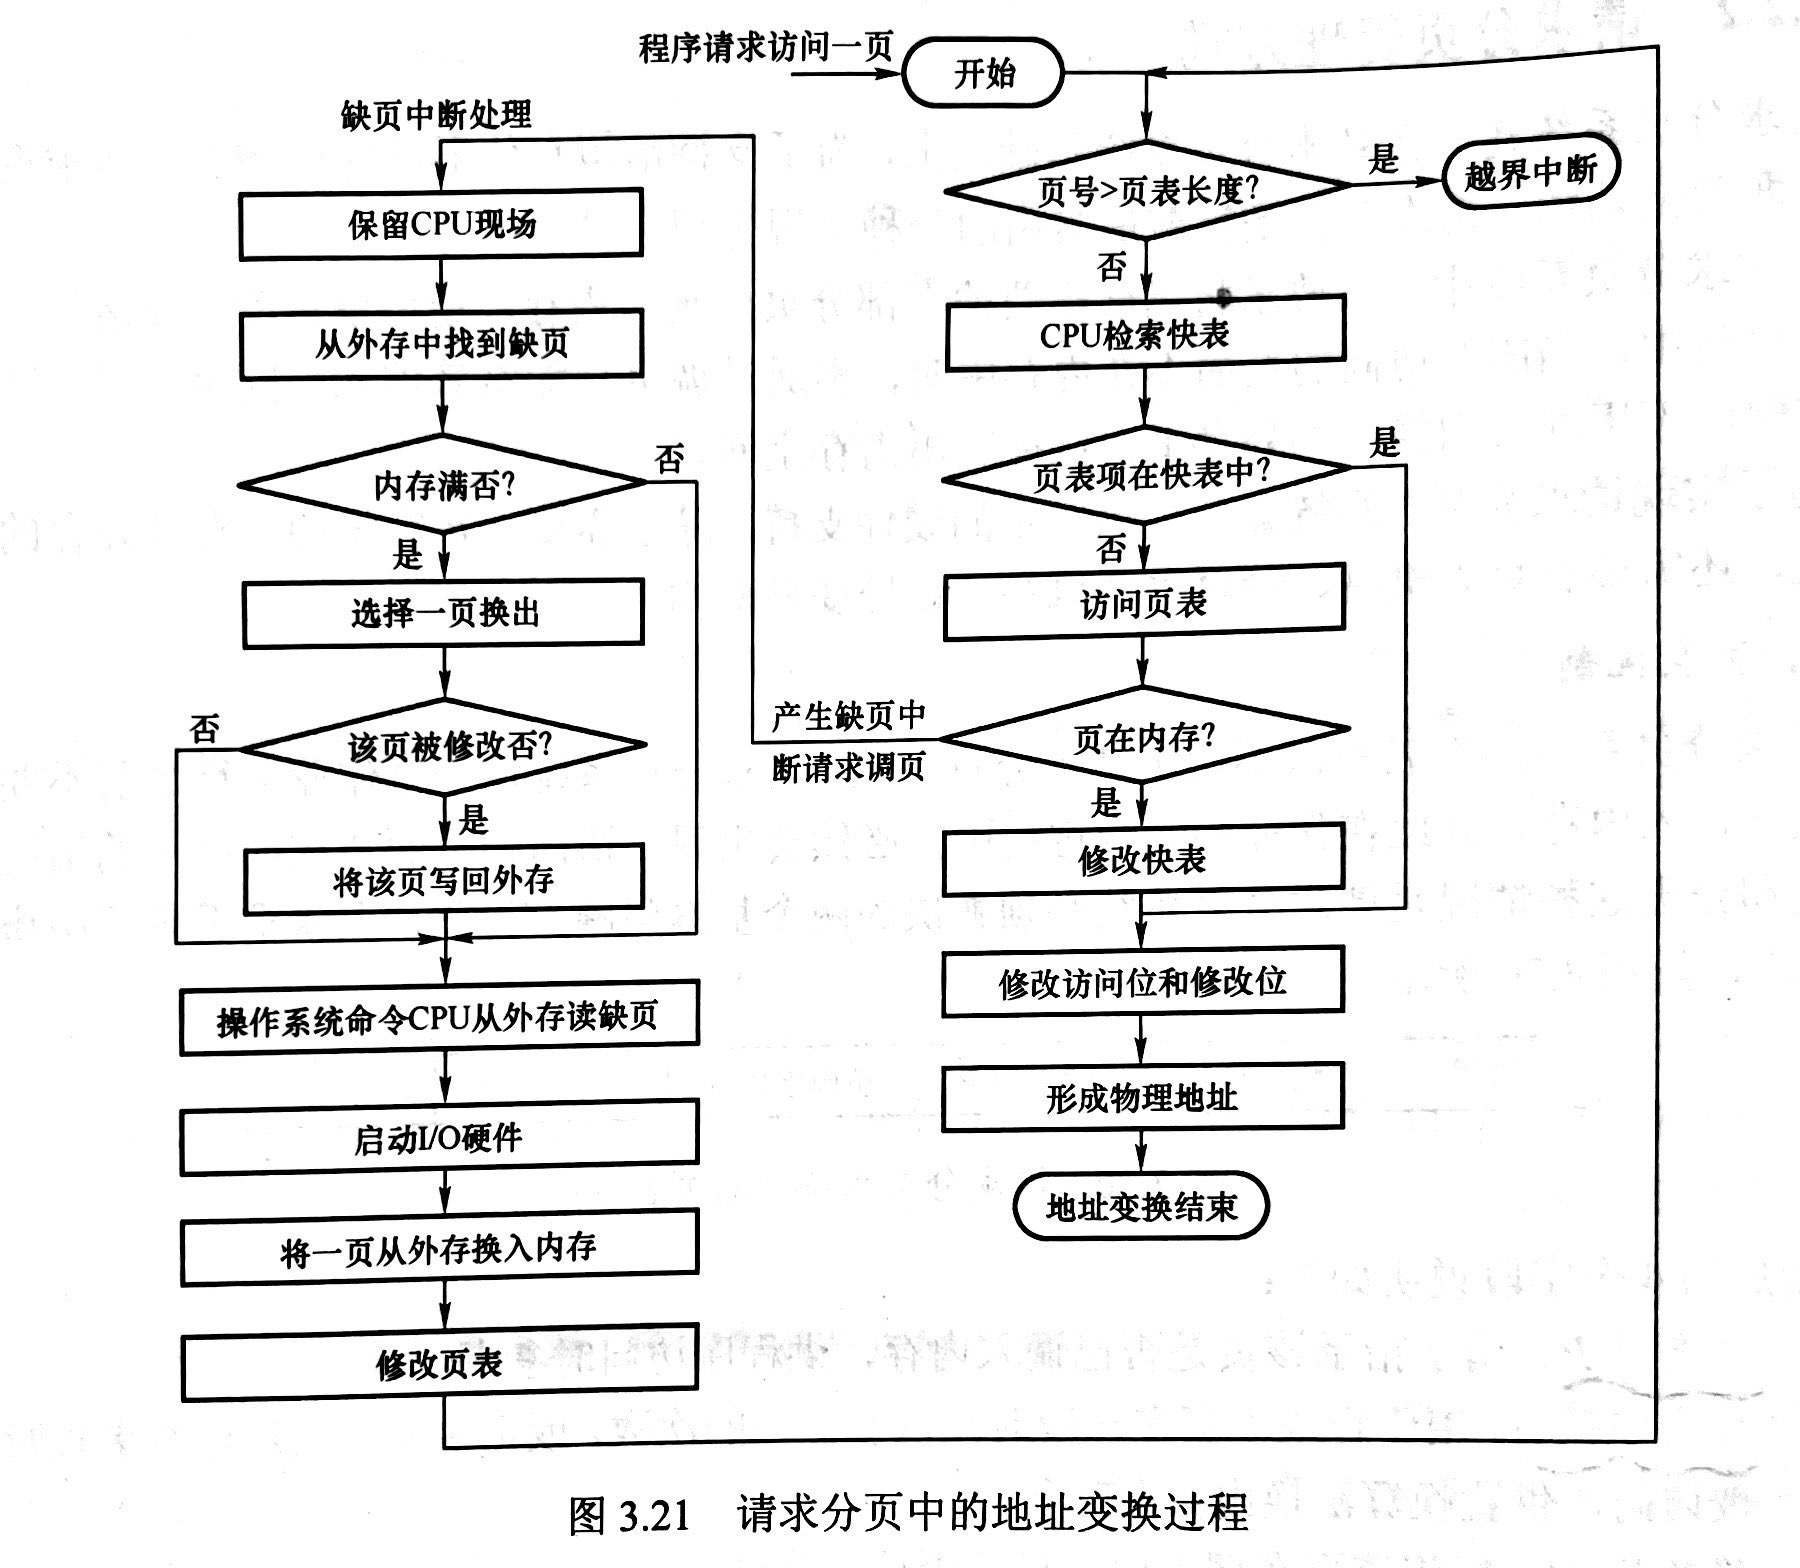 程序请求访问一页
开始
缺页中断处理
页号>页表长度?
是
越界中断
否
保留CPU现场
CPU检索快表
从外存中找到缺页
页表项在快表中?
是
否
内存满否?
否
是
访问页表
选择一页换出
页在内存?
产生缺页中
断请求调页
是
该页被修改否?
否
是
修改快表
将该页写回外存
修改访问位和修改位
操作系统命令CPU从外存读缺页
形成物理地址
启动I/O硬件
地址变换结束
将一页从外存换入内存
修改页表
图 3.21 请求分页中的地址变换过程